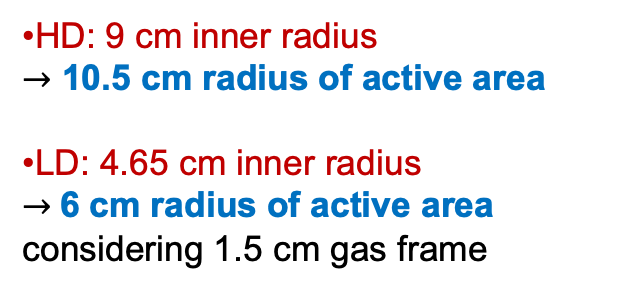 •HD: 9 cm inner radius
→ 10.5 cm radius of active area
•LD: 4.65 cm inner radius
→ 6 cm radius of active area
considering 1.5 cm gas frame